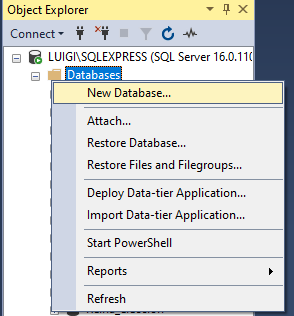 Object Explorer
Connect
LUIGI\SQLEXPRESS (SQL Server 16.0.110
Databases
New Database...
Attach...
Restore Database...
Restore Files and Filegroups...
Deploy Data-tier Application...
Import Data-tier Application...
Start PowerShell
Reports
Refresh